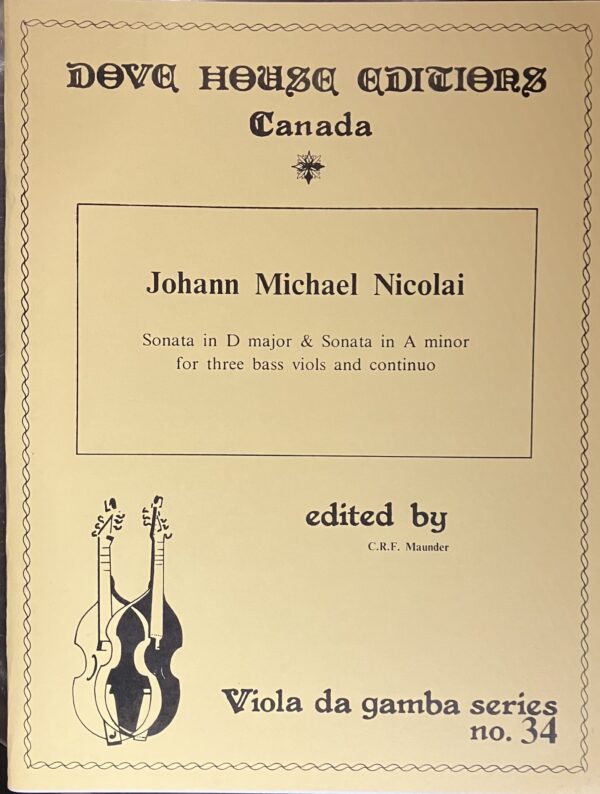 DOVE HOUSE EDITIONS
Canada
Johann Michael Nicolai
Sonata in D major & Sonata in A minor
for three bass viols and continuo
edited by
C.R.F. Maunder
Viola da gamba series
no. 34